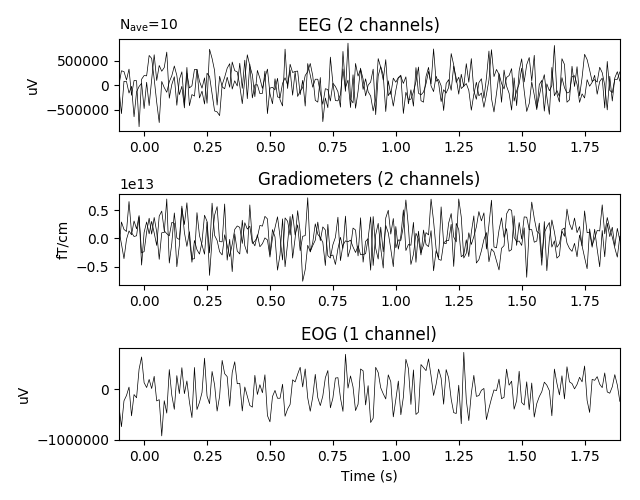 N_ave=10
EEG (2 channels)
uV
500000
0
−500000
0.00 0.25 0.50 0.75 1.00 1.25 1.50 1.75
1e13
Gradiometers (2 channels)
fT/cm
0.5
0.0
−0.5
0.00 0.25 0.50 0.75 1.00 1.25 1.50 1.75
EOG (1 channel)
uV
0
−1000000
0.00 0.25 0.50 0.75 1.00 1.25 1.50 1.75
Time (s)